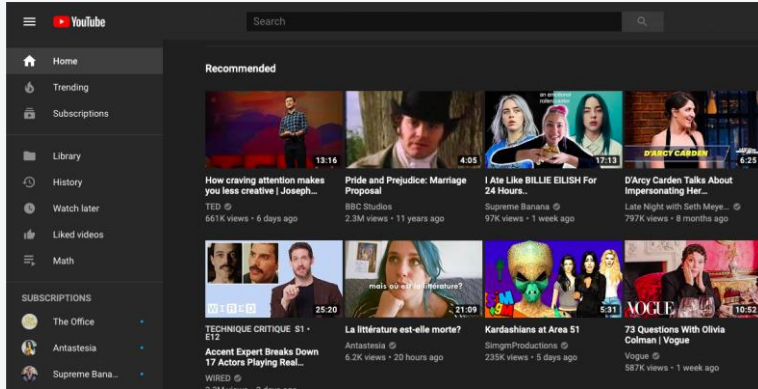 YouTube
Search
Home
Trending
Subscriptions
Library
History
Watch later
Liked videos
Math
SUBSCRIPTIONS
The Office
Antastesia
Supreme Bana...
Recommended
13:16
How craving attention makes
you less creative | Joseph...
TED
661K views • 6 days ago
4:05
Pride and Prejudice: Marriage
Proposal
BBC Studios
2.3M views • 11 years ago
an emotional
rollercoaster
17:13
I Ate Like BILLIE EILISH For
24 Hours..
Supreme Banana
97K views • 1 week ago
D'ARCY CARDEN
6:25
D'Arcy Carden Talks About
Impersonating Her...
Late Night with Seth Meye...
797K views • 8 months ago
WIRED
25:20
TECHNIQUE CRITIQUE S1 •
E12
Accent Expert Breaks Down
17 Actors Playing Real...
WIRED
mais où est la littérature?
21:09
La littérature est-elle morte?
Antastesia
6.2K views • 20 hours ago
5:31
Kardashians at Area 51
SimgmProductions
235K views • 5 days ago
VOGUE
10:52
73 Questions With Olivia
Colman | Vogue
Vogue
587K views • 1 week ago